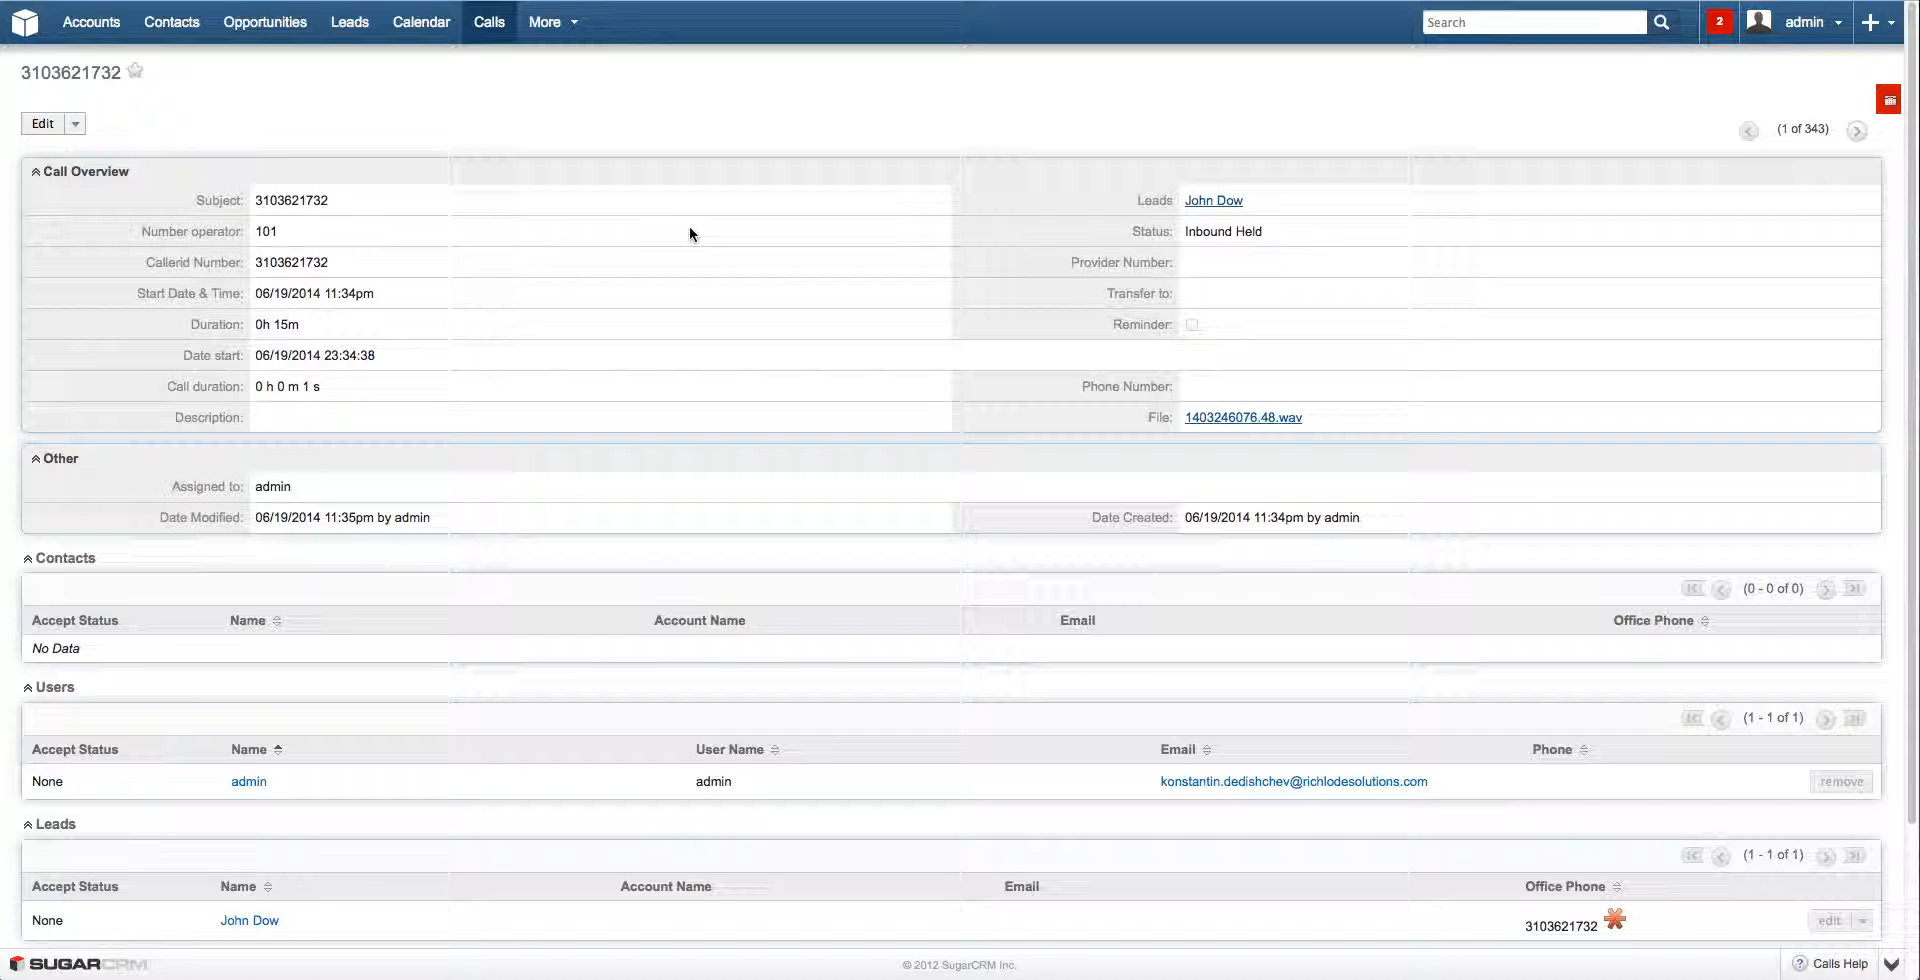 Accounts Contacts Opportunities Leads Calendar Calls More Search 2 admin
3103621732
Edit (1 of 343)
Call Overview
Subject: 3103621732 Leads John Dow
Number operator: 101 Status: Inbound Held
Callerid Number: 3103621732 Provider Number:
Start Date & Time: 06/19/2014 11:34pm Transfer to:
Duration: 0h 15m Reminder:
Date start: 06/19/2014 23:34:38
Call duration: 0 h 0 m 1 s Phone Number:
Description: File: 1403246076.48.wav
Other
Assigned to: admin
Date Modified: 06/19/2014 11:35pm by admin Date Created: 06/19/2014 11:34pm by admin
Contacts
(0 - 0 of 0)
Accept Status Name Account Name Email Office Phone
No Data
Users
(1 - 1 of 1)
Accept Status Name User Name Email Phone
None admin admin konstantin.dedishchev@richlodesolutions.com remove
Leads
(1 - 1 of 1)
Accept Status Name Account Name Email Office Phone
None John Dow 3103621732 edit
SUGARCRM © 2012 SugarCRM Inc. ? Calls Help